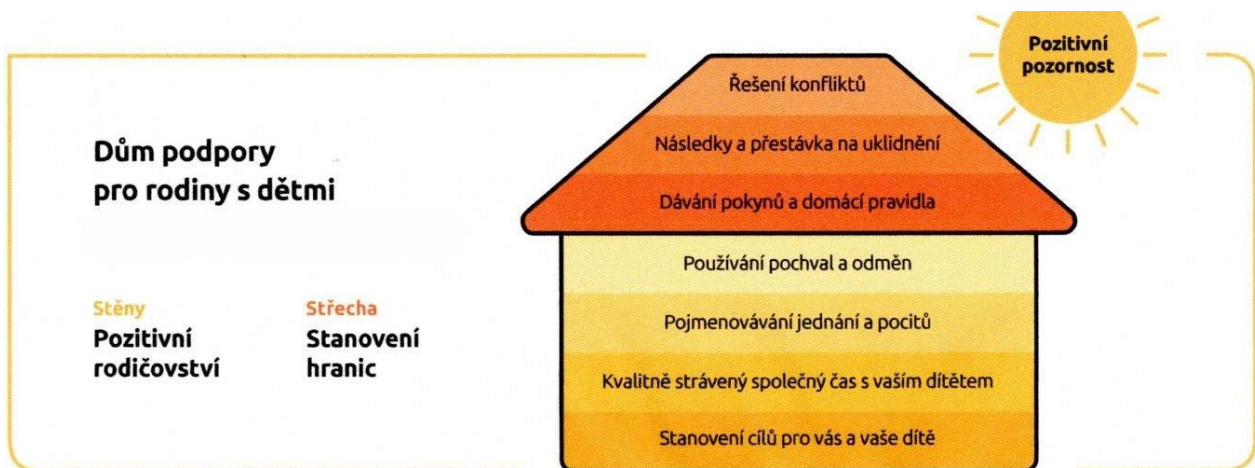 Dům podpory
pro rodiny s dětmi
Stěny
Pozitivní
rodičovství
Střecha
Stanovení
hranic
Pozitivní
pozornost
Řešení konfliktů
Následky a přestávka na uklidnění
Dávání pokynů a domácí pravidla
Používání pochval a odměn
Pojmenovávání jednání a pocitů
Kvalitně strávený společný čas s vaším dítětem
Stanovení cílů pro vás a vaše dítě